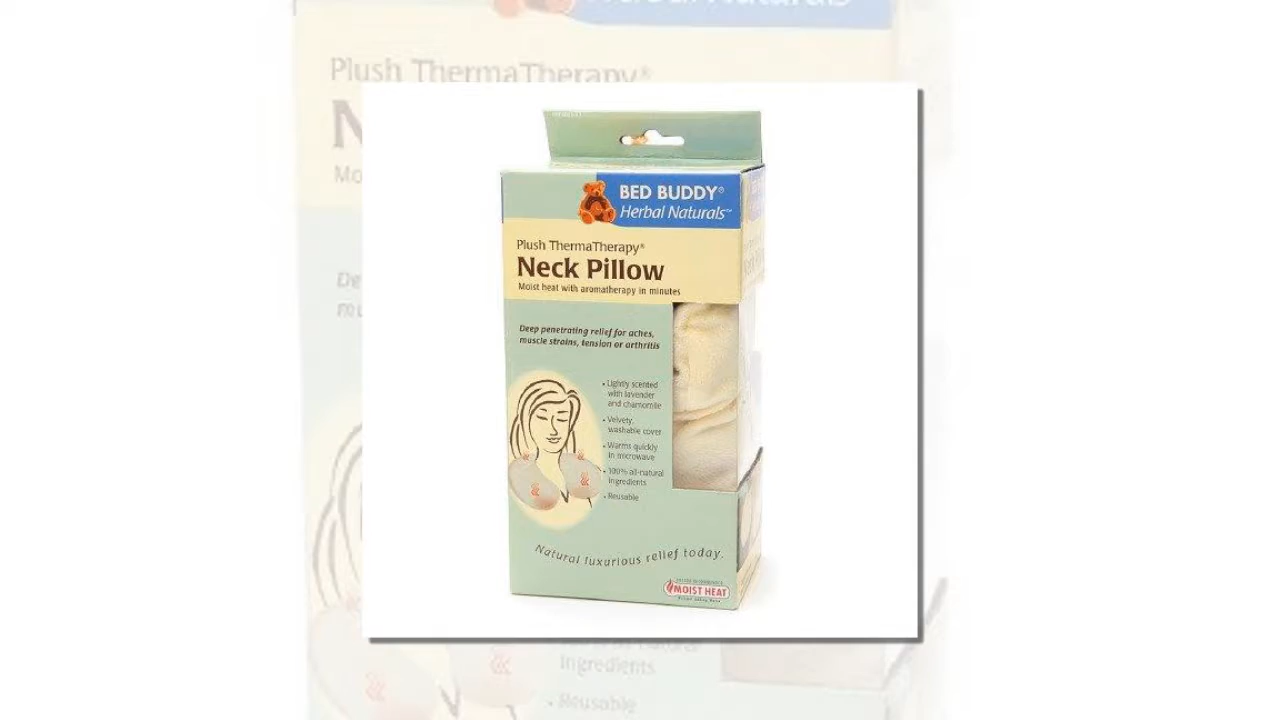 Plush ThermaTherapy®
BED BUDDY®
Herbal Naturals™
Plush ThermaTherapy®
Neck Pillow
Moist heat with aromatherapy in minutes
Deep penetrating relief for aches,
muscle strains, tension or arthritis
• Lightly scented
with lavender
and chamomile
• Velvety,
washable cover
• Warms quickly
in microwave
• 100% all-natural
ingredients
• Reusable
Natural luxurious relief today.
MOIST HEAT
ingredients
• Reusable